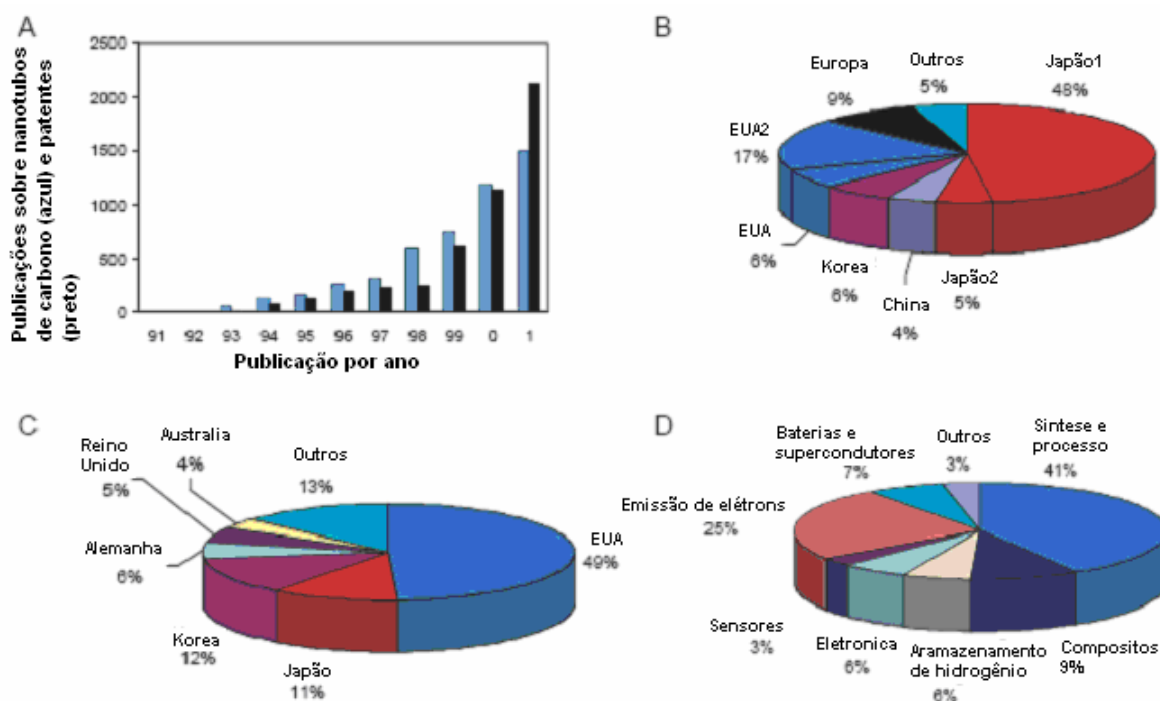 A
Publicações sobre nanotubos
de carbono (azul) e patentes
(preto)
2500
2000
1500
1000
500
0
91 92 93 94 95 96 97 98 99 0 1
Publicação por ano
B
Europa
9%
Outros
5%
Japão1
48%
EUA2
17%
EUA
6%
Korea
6%
China
4%
Japão2
5%
C
Reino
Unido
5%
Australia
4%
Outros
13%
Alemanha
6%
EUA
49%
Korea
12%
Japão
11%
D
Baterias e
supercondutores
7%
Outros
3%
Sintese e
processo
41%
Emissão de elétrons
25%
Sensores
3%
Eletronica
6%
Aramazenamento
de hidrogênio
6%
Compositos
9%